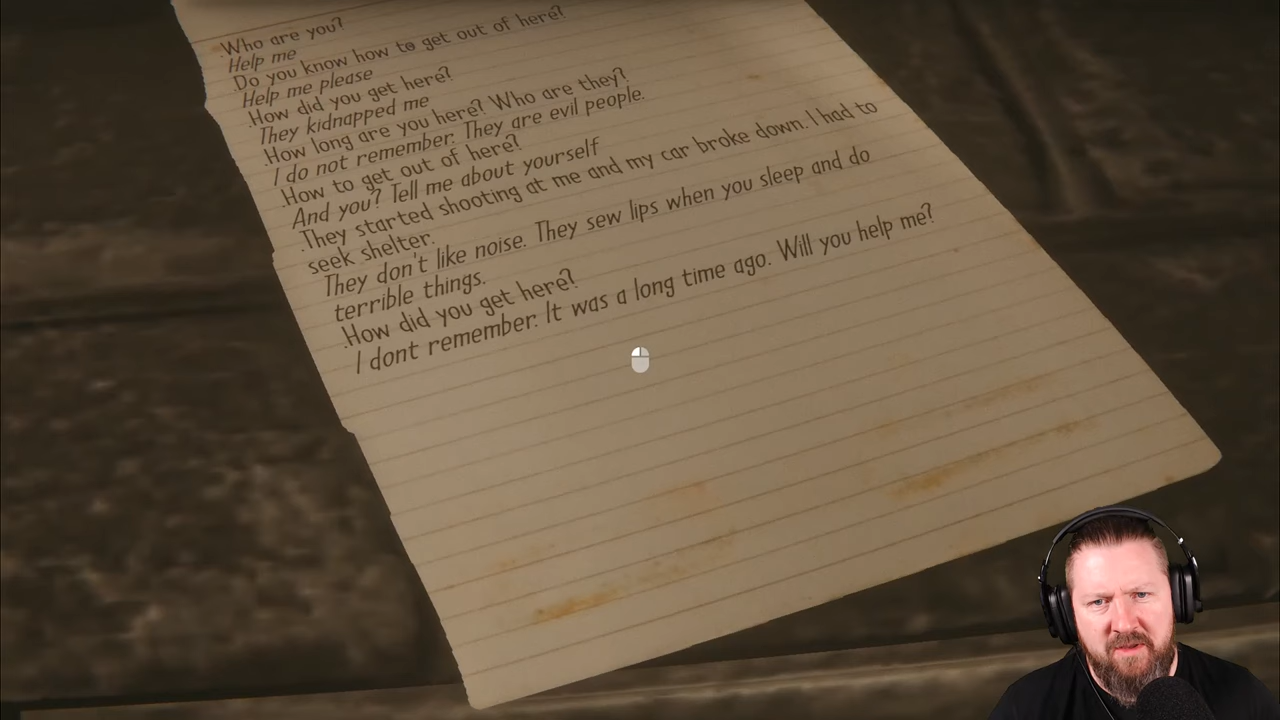 Who are you?
Help me
Do you know how to get out of here?
Help me please
How did you get here?
They kidnapped me
How long are you here? Who are they?
I do not remember. They are evil people.
How to get out of here?
And you? Tell me about yourself
They started shooting at me and my car broke down. I had to
seek shelter.
They don't like noise. They sew lips when you sleep and do
terrible things.
How did you get here?
I dont remember. It was a long time ago. Will you help me?